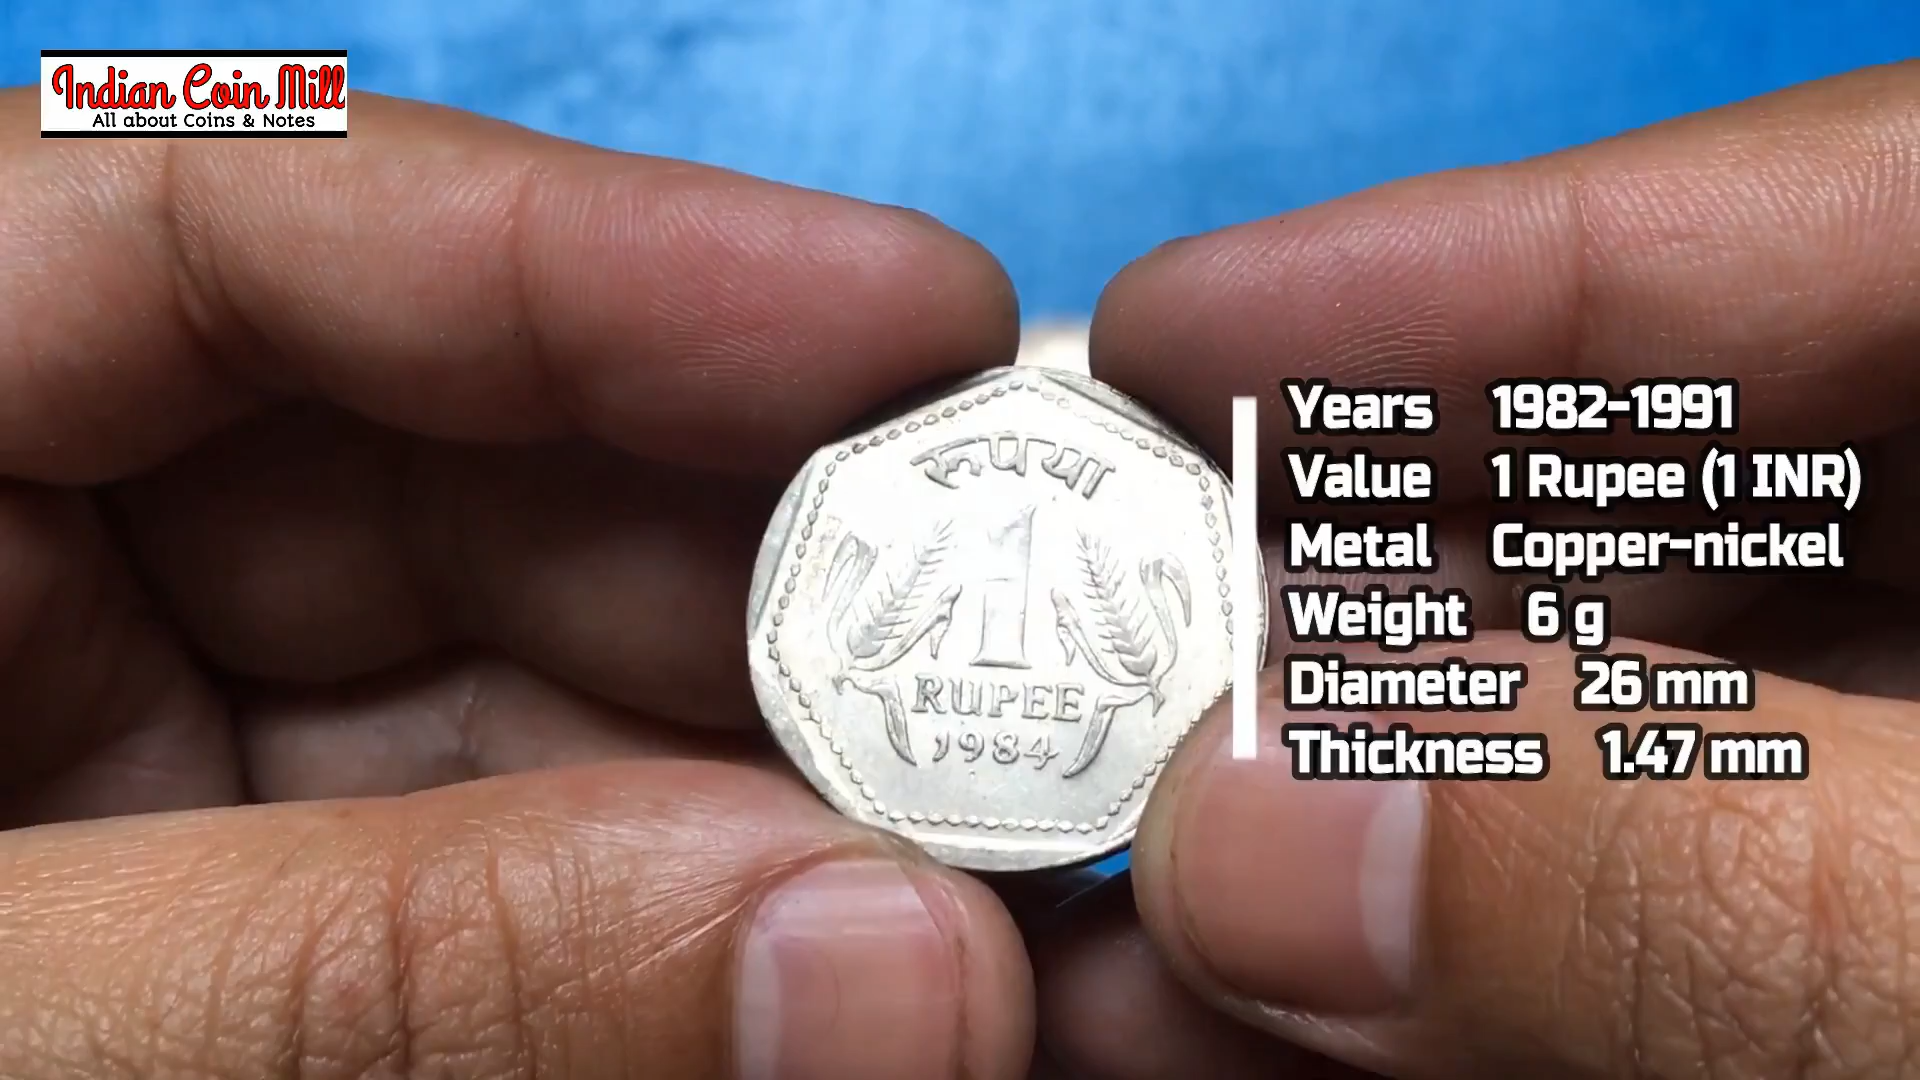 Indian Coin Mill
All about Coins & Notes
रूपया
1
RUPEE
1984
Years 1982-1991
Value 1 Rupee (1 INR)
Metal Copper-nickel
Weight 6 g
Diameter 26 mm
Thickness 1.47 mm